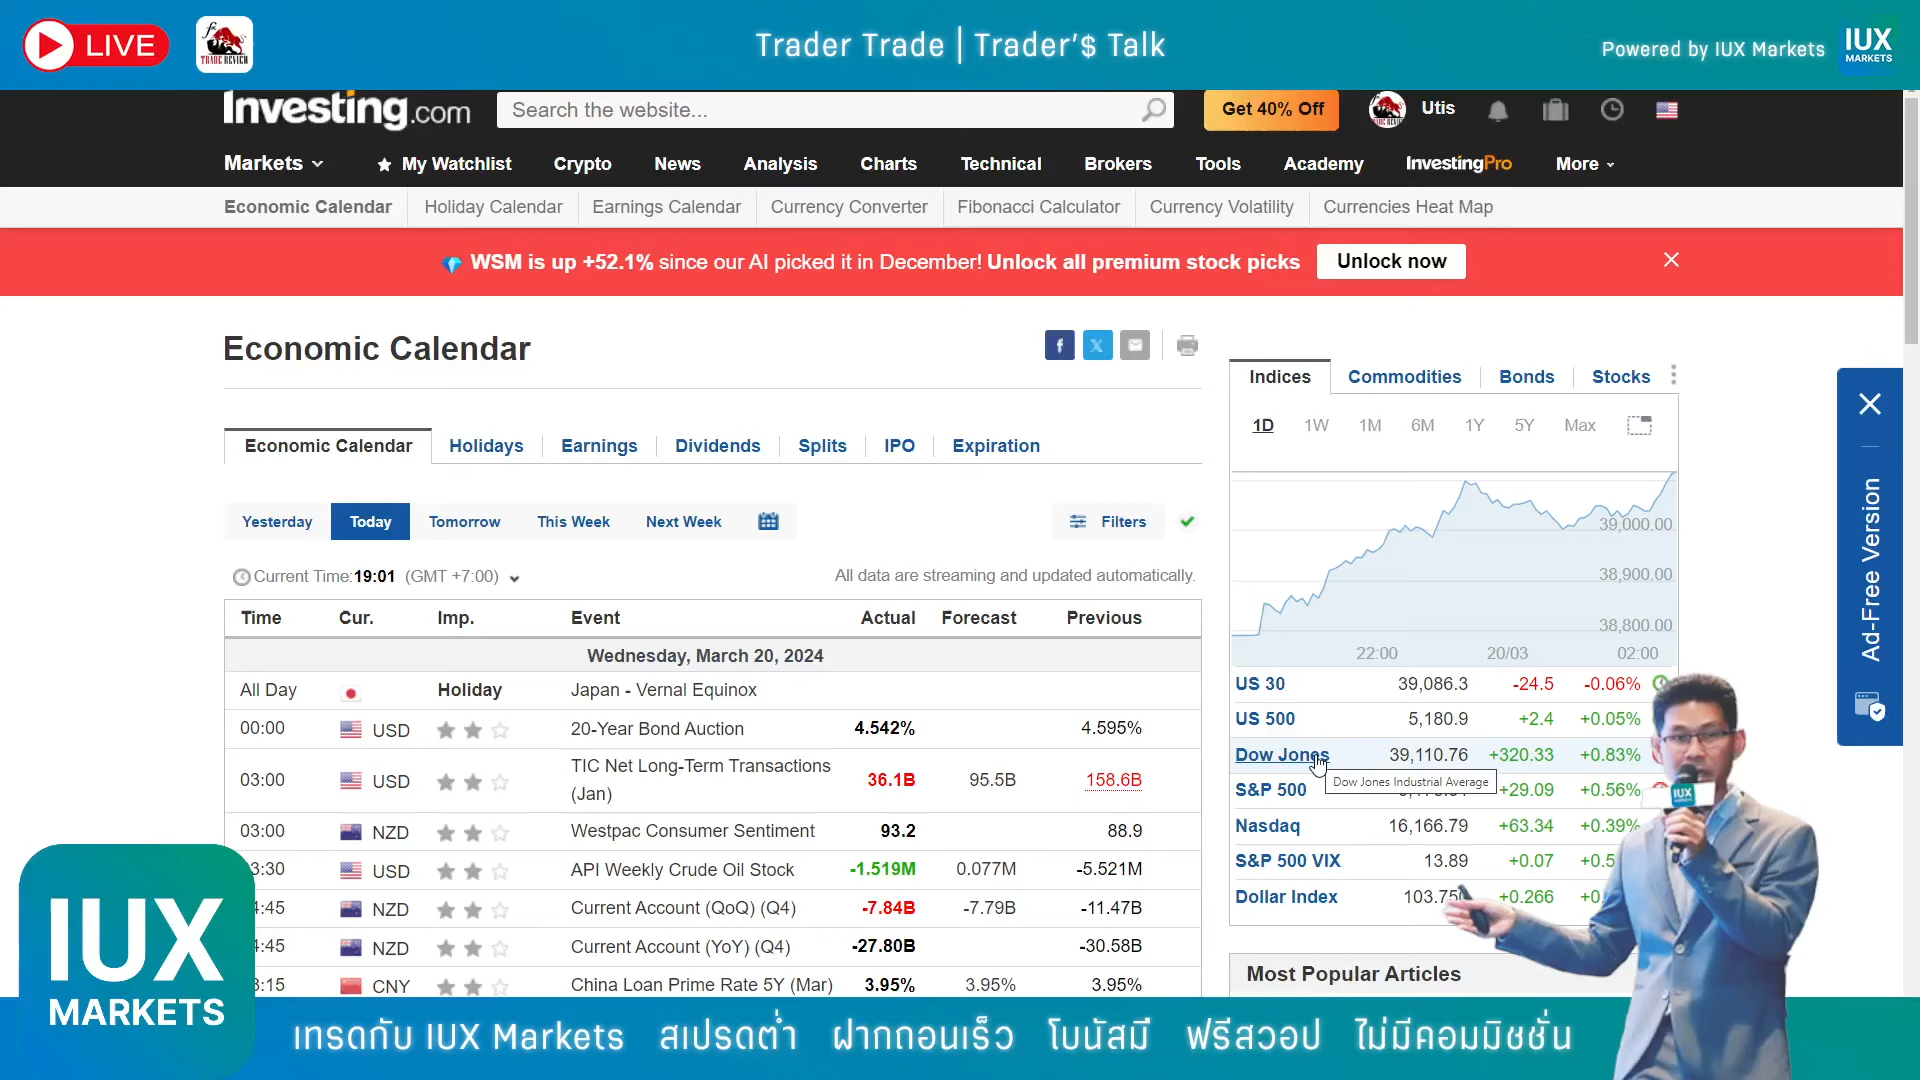 LIVE
TRADE REVIEW
Trader Trade | Trader'$ Talk
Powered by IUX Markets
IUX
MARKETS
Investing.com
Search the website...
Get 40% Off
Utis
Markets
My Watchlist
Crypto
News
Analysis
Charts
Technical
Brokers
Tools
Academy
InvestingPro
More
Economic Calendar
Holiday Calendar
Earnings Calendar
Currency Converter
Fibonacci Calculator
Currency Volatility
Currencies Heat Map
WSM is up +52.1% since our AI picked it in December! Unlock all premium stock picks
Unlock now
Economic Calendar
Economic Calendar
Holidays
Earnings
Dividends
Splits
IPO
Expiration
Yesterday
Today
Tomorrow
This Week
Next Week
Filters
Current Time:19:01 (GMT +7:00)
All data are streaming and updated automatically.
Time Cur. Imp. Event Actual Forecast Previous
Wednesday, March 20, 2024
All Day Holiday Japan - Vernal Equinox
00:00 USD 20-Year Bond Auction 4.542% 4.595%
03:00 USD TIC Net Long-Term Transactions (Jan) 36.1B 95.5B 158.6B
03:00 NZD Westpac Consumer Sentiment 93.2 88.9
3:30 USD API Weekly Crude Oil Stock -1.519M 0.077M -5.521M
:45 NZD Current Account (QoQ) (Q4) -7.84B -7.79B -11.47B
:45 NZD Current Account (YoY) (Q4) -27.80B -30.58B
:15 CNY China Loan Prime Rate 5Y (Mar) 3.95% 3.95% 3.95%
Indices
Commodities
Bonds
Stocks
1D 1W 1M 6M 1Y 5Y Max
39,000.00
38,900.00
38,800.00
22:00 20/03 02:00
US 30 39,086.3 -24.5 -0.06%
US 500 5,180.9 +2.4 +0.05%
Dow Jones 39,110.76 +320.33 +0.83%
Dow Jones Industrial Average
S&P 500 +29.09 +0.56%
Nasdaq 16,166.79 +63.34 +0.39%
S&P 500 VIX 13.89 +0.07 +0.5
Dollar Index 103.75 +0.266 +0.
Most Popular Articles
Ad-Free Version
IUX
IUX
MARKETS
เทรดกับ IUX Markets สเปรดต่ำ ฝากถอนเร็ว โบนัสมี ฟรีสวอป ไม่มีคอมมิชชั่น